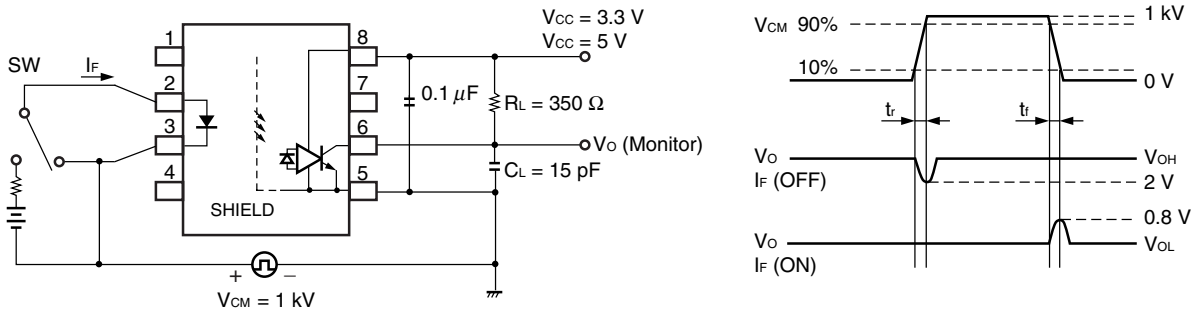 SW
IF
1
2
3
4
8
7
6
5
SHIELD
VCC = 3.3 V
VCC = 5 V
0.1 μF
RL = 350 Ω
VO (Monitor)
CL = 15 pF
+
−
VCM = 1 kV
VCM 90%
10%
1 kV
0 V
tr
tf
VO
IF (OFF)
VOH
2 V
VO
IF (ON)
0.8 V
VOL